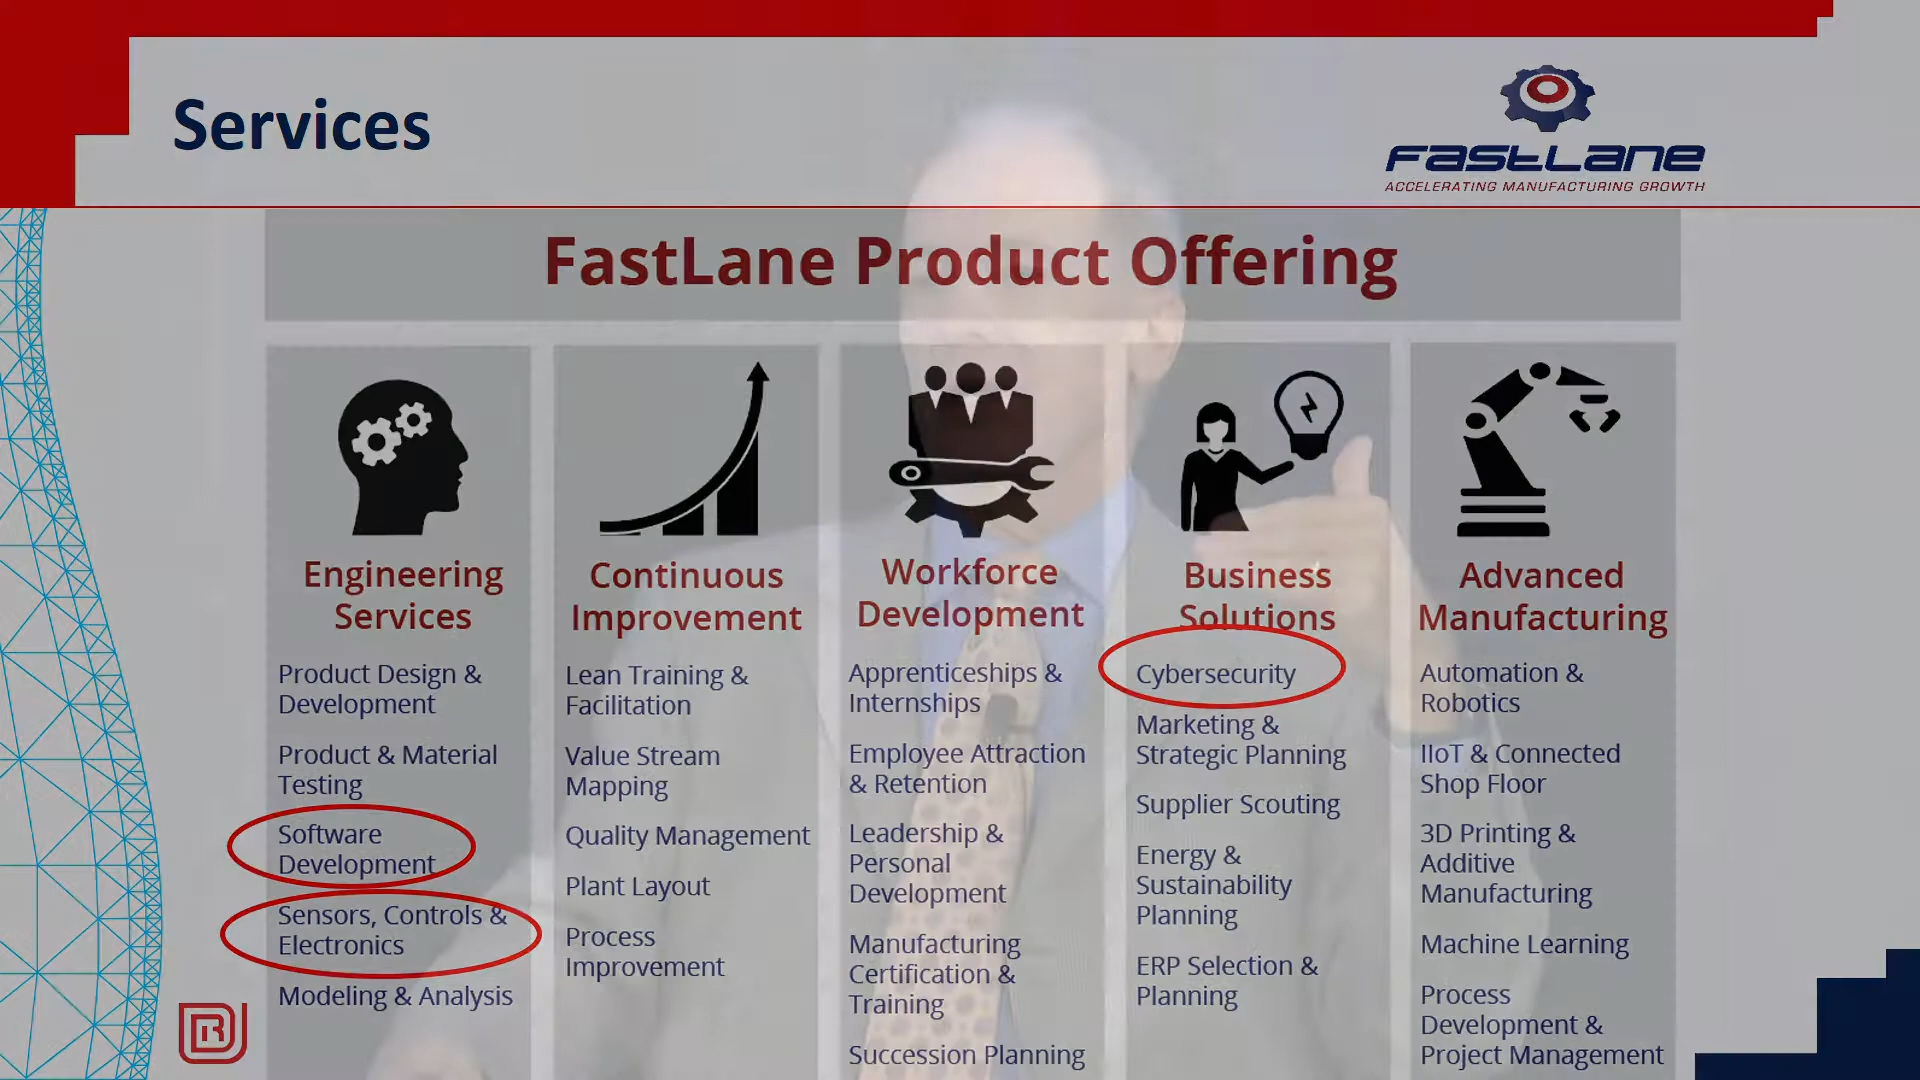 Services
FastLane
ACCELERATING MANUFACTURING GROWTH
FastLane Product Offering
Engineering
Services
Product Design &
Development
Product & Material
Testing
Software
Development
Sensors, Controls &
Electronics
Modeling & Analysis
Continuous
Improvement
Lean Training &
Facilitation
Value Stream
Mapping
Quality Management
Plant Layout
Process
Improvement
Workforce
Development
Apprenticeships &
Internships
Employee Attraction
& Retention
Leadership &
Personal
Development
Manufacturing
Certification &
Training
Succession Planning
Business
Solutions
Cybersecurity
Marketing &
Strategic Planning
Supplier Scouting
Energy &
Sustainability
Planning
ERP Selection &
Planning
Advanced
Manufacturing
Automation &
Robotics
IIoT & Connected
Shop Floor
3D Printing &
Additive
Manufacturing
Machine Learning
Process
Development &
Project Management